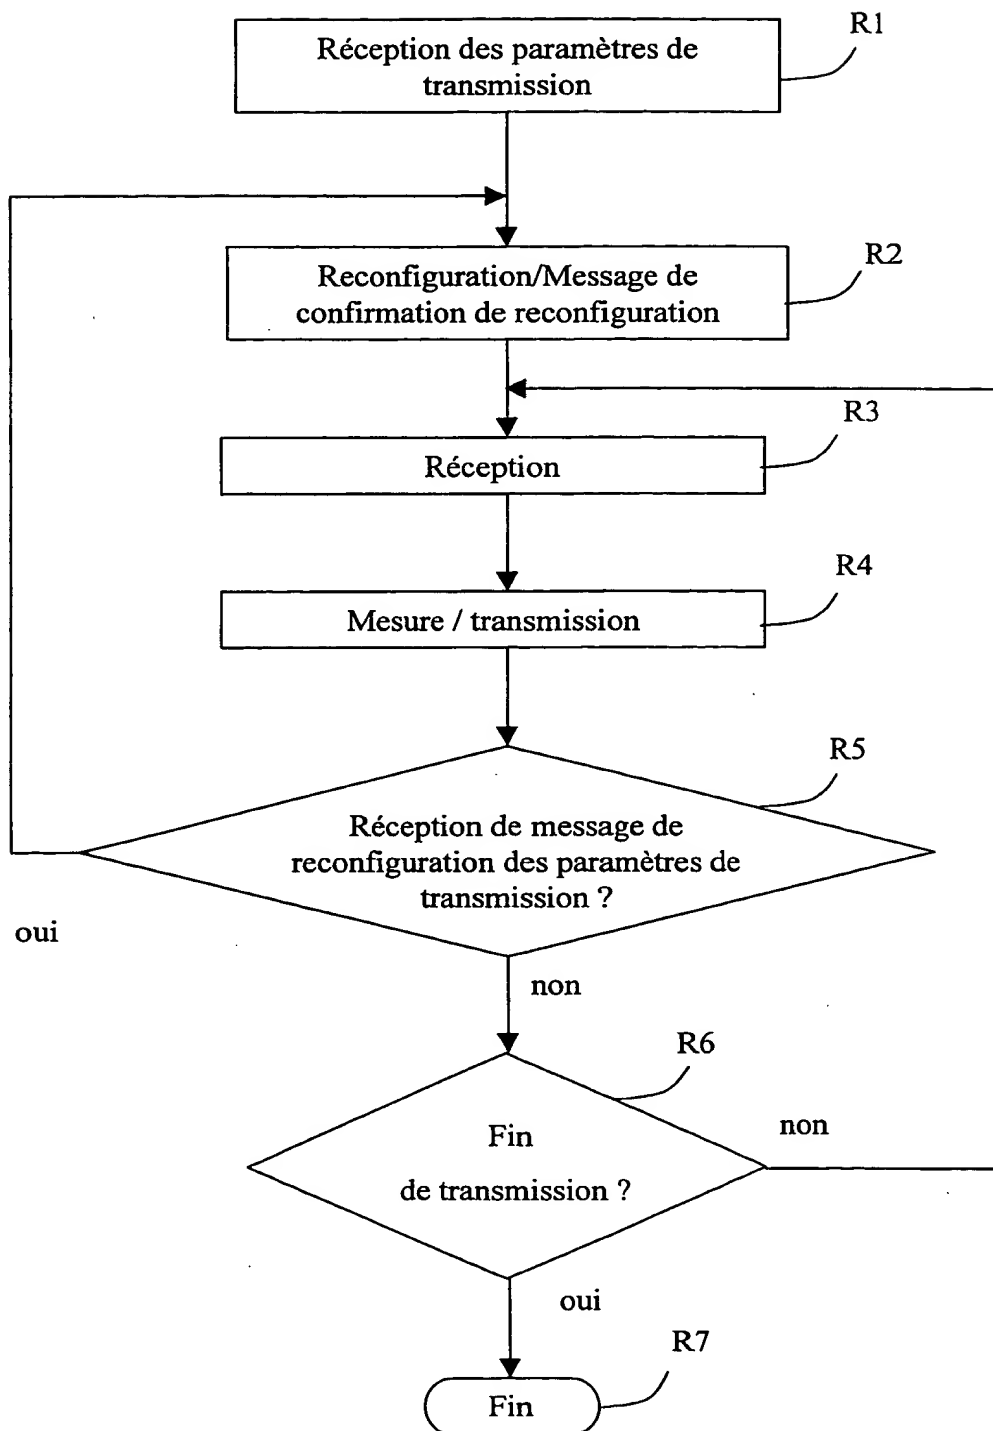 R1
Réception des paramètres de
transmission
R2
Reconfiguration/Message de
confirmation de reconfiguration
R3
Réception
R4
Mesure / transmission
R5
Réception de message de
reconfiguration des paramètres de
transmission ?
oui
non
R6
Fin
de transmission ?
non
oui
R7
Fin